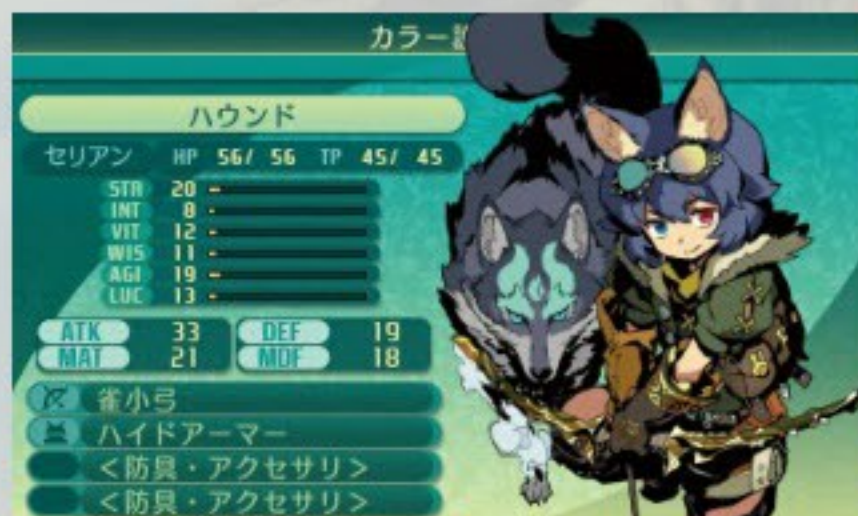 カラー設
ハウンド
セリアン HP 56/ 56 TP 45/ 45
STR 20
INT 8
VIT 12
WIS 11
AGI 19
LUC 13
ATK 33 DEF 19
MAT 21 MDF 18
雀小弓
ハイドアーマー
<防具・アクセサリ>
<防具・アクセサリ>